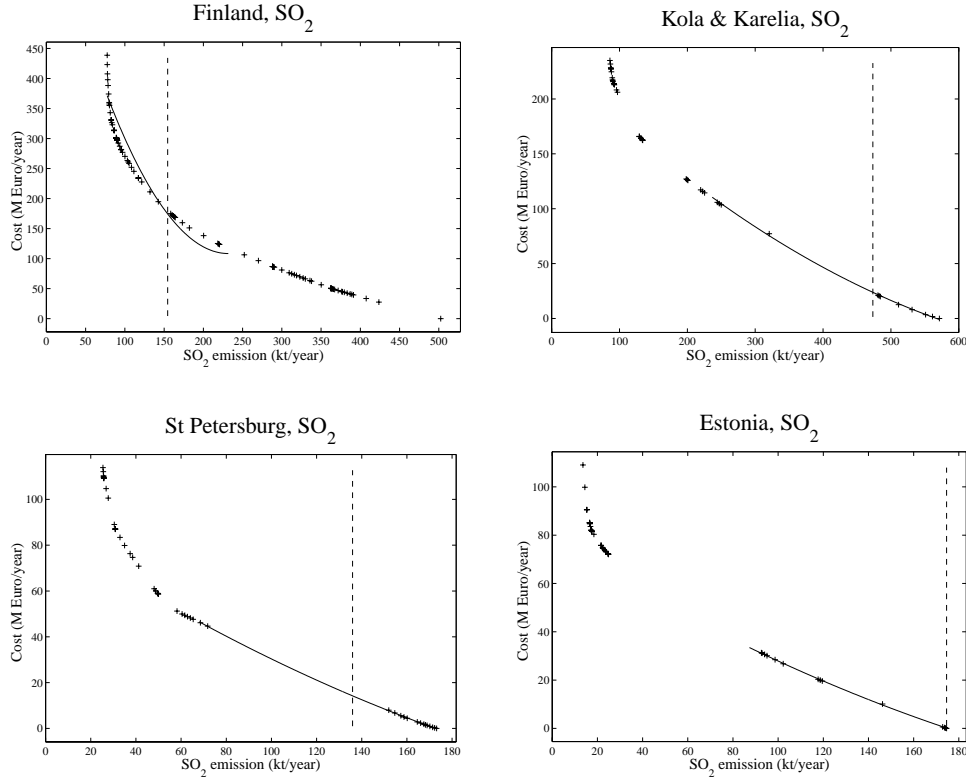 Finland, SO2
450
400
350
300
250
200
150
100
50
0
Cost (M Euro/year)
0 50 100 150 200 250 300 350 400 450 500
SO2 emission (kt/year)
Kola & Karelia, SO2
200
150
100
50
0
Cost (M Euro/year)
0 100 200 300 400 500 600
SO2 emission (kt/year)
St Petersburg, SO2
100
80
60
40
20
0
Cost (M Euro/year)
0 20 40 60 80 100 120 140 160 180
SO2 emission (kt/year)
Estonia, SO2
100
80
60
40
20
0
Cost (M Euro/year)
0 20 40 60 80 100 120 140 160 180
SO2 emission (kt/year)